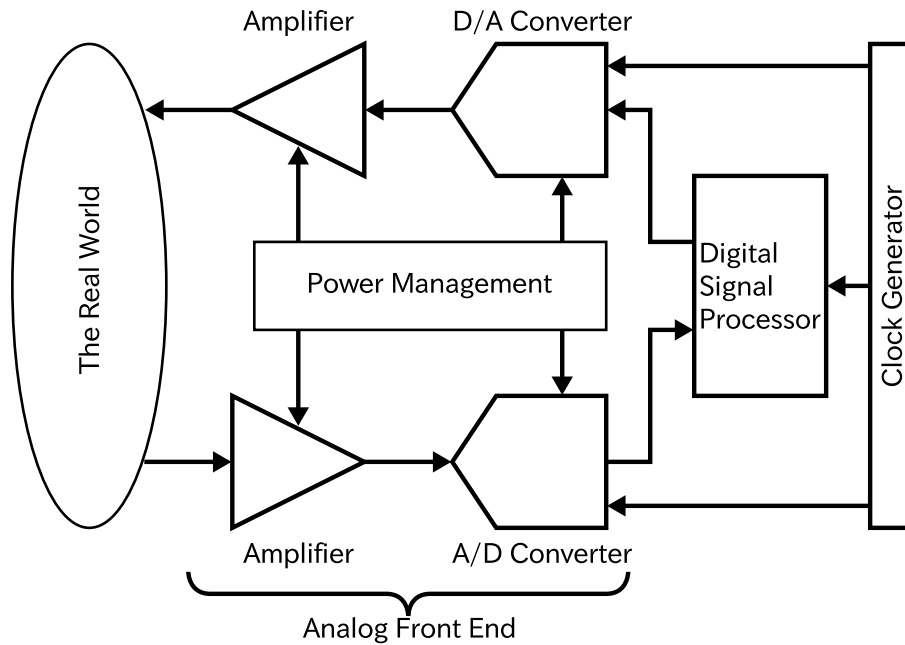 Amplifier
D/A Converter
The Real World
Power Management
Digital
Signal
Processor
Clock Generator
Amplifier
A/D Converter
Analog Front End